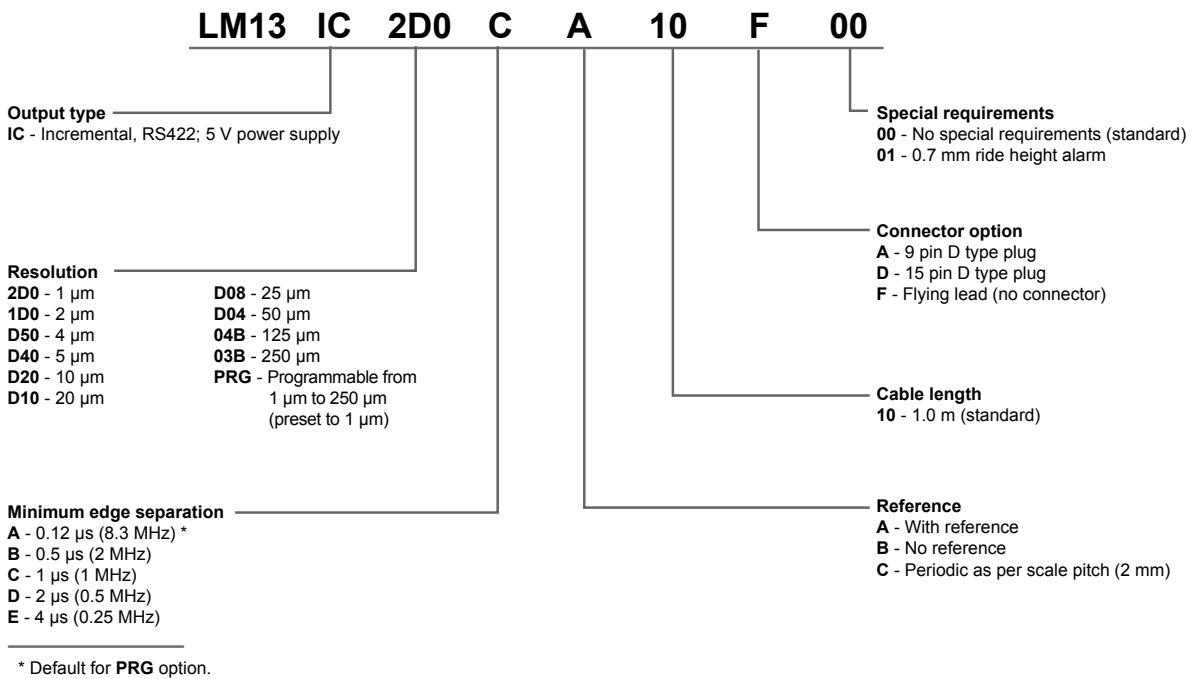 LM13 IC 2D0 C A 10 F 00
Output type
IC - Incremental, RS422; 5 V power supply
Resolution
2D0 - 1 µm
1D0 - 2 µm
D50 - 4 µm
D40 - 5 µm
D20 - 10 µm
D10 - 20 µm
D08 - 25 µm
D04 - 50 µm
04B - 125 µm
03B - 250 µm
PRG - Programmable from
1 µm to 250 µm
(preset to 1 µm)
Minimum edge separation
A - 0.12 µs (8.3 MHz) *
B - 0.5 µs (2 MHz)
C - 1 µs (1 MHz)
D - 2 µs (0.5 MHz)
E - 4 µs (0.25 MHz)
* Default for PRG option.
Special requirements
00 - No special requirements (standard)
01 - 0.7 mm ride height alarm
Connector option
A - 9 pin D type plug
D - 15 pin D type plug
F - Flying lead (no connector)
Cable length
10 - 1.0 m (standard)
Reference
A - With reference
B - No reference
C - Periodic as per scale pitch (2 mm)